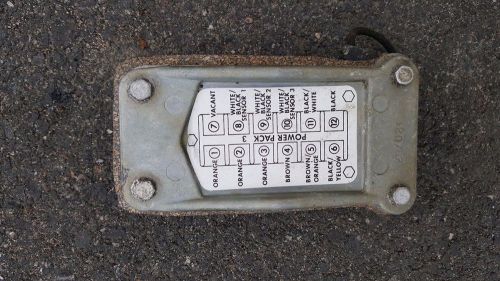 VACANT
WHITE/
BLACK
SENSOR 1
WHITE/
BLACK
SENSOR 2
WHITE/
BLACK
SENSOR 3
BLACK/
WHITE
BLACK
7
8
9
10
11
12
POWER PACK
3
1
2
3
4
5
6
ORANGE
ORANGE
ORANGE
BROWN
BROWN/
ORANGE
BLACK/
YELLOW